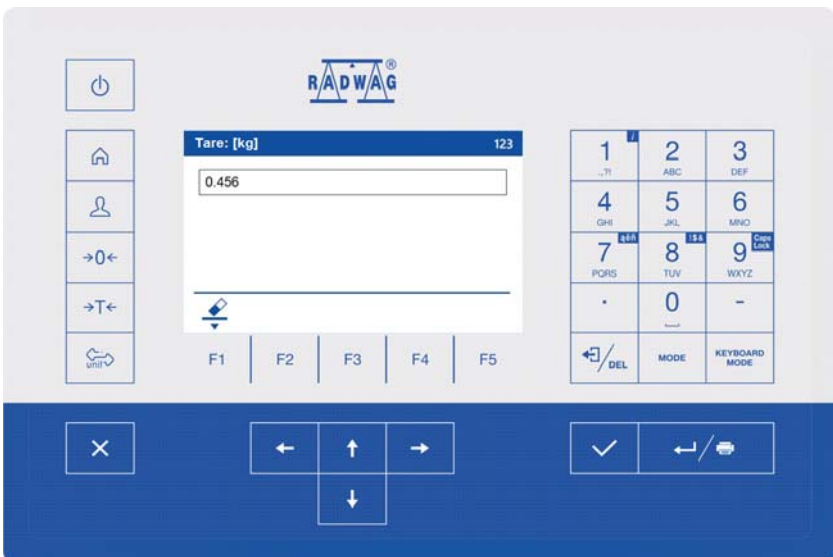 RADWAG®
Tare: [kg] 123
0.456
F1 F2 F3 F4 F5
→0←
→T←
unit
1 i
.,?!
2
ABC
3
DEF
4
GHI
5
JKL
6
MNO
7 ąéñ
PQRS
8 !$&
TUV
9 Caps Lock
WXYZ
.
0
-
/DEL
MODE
KEYBOARD
MODE